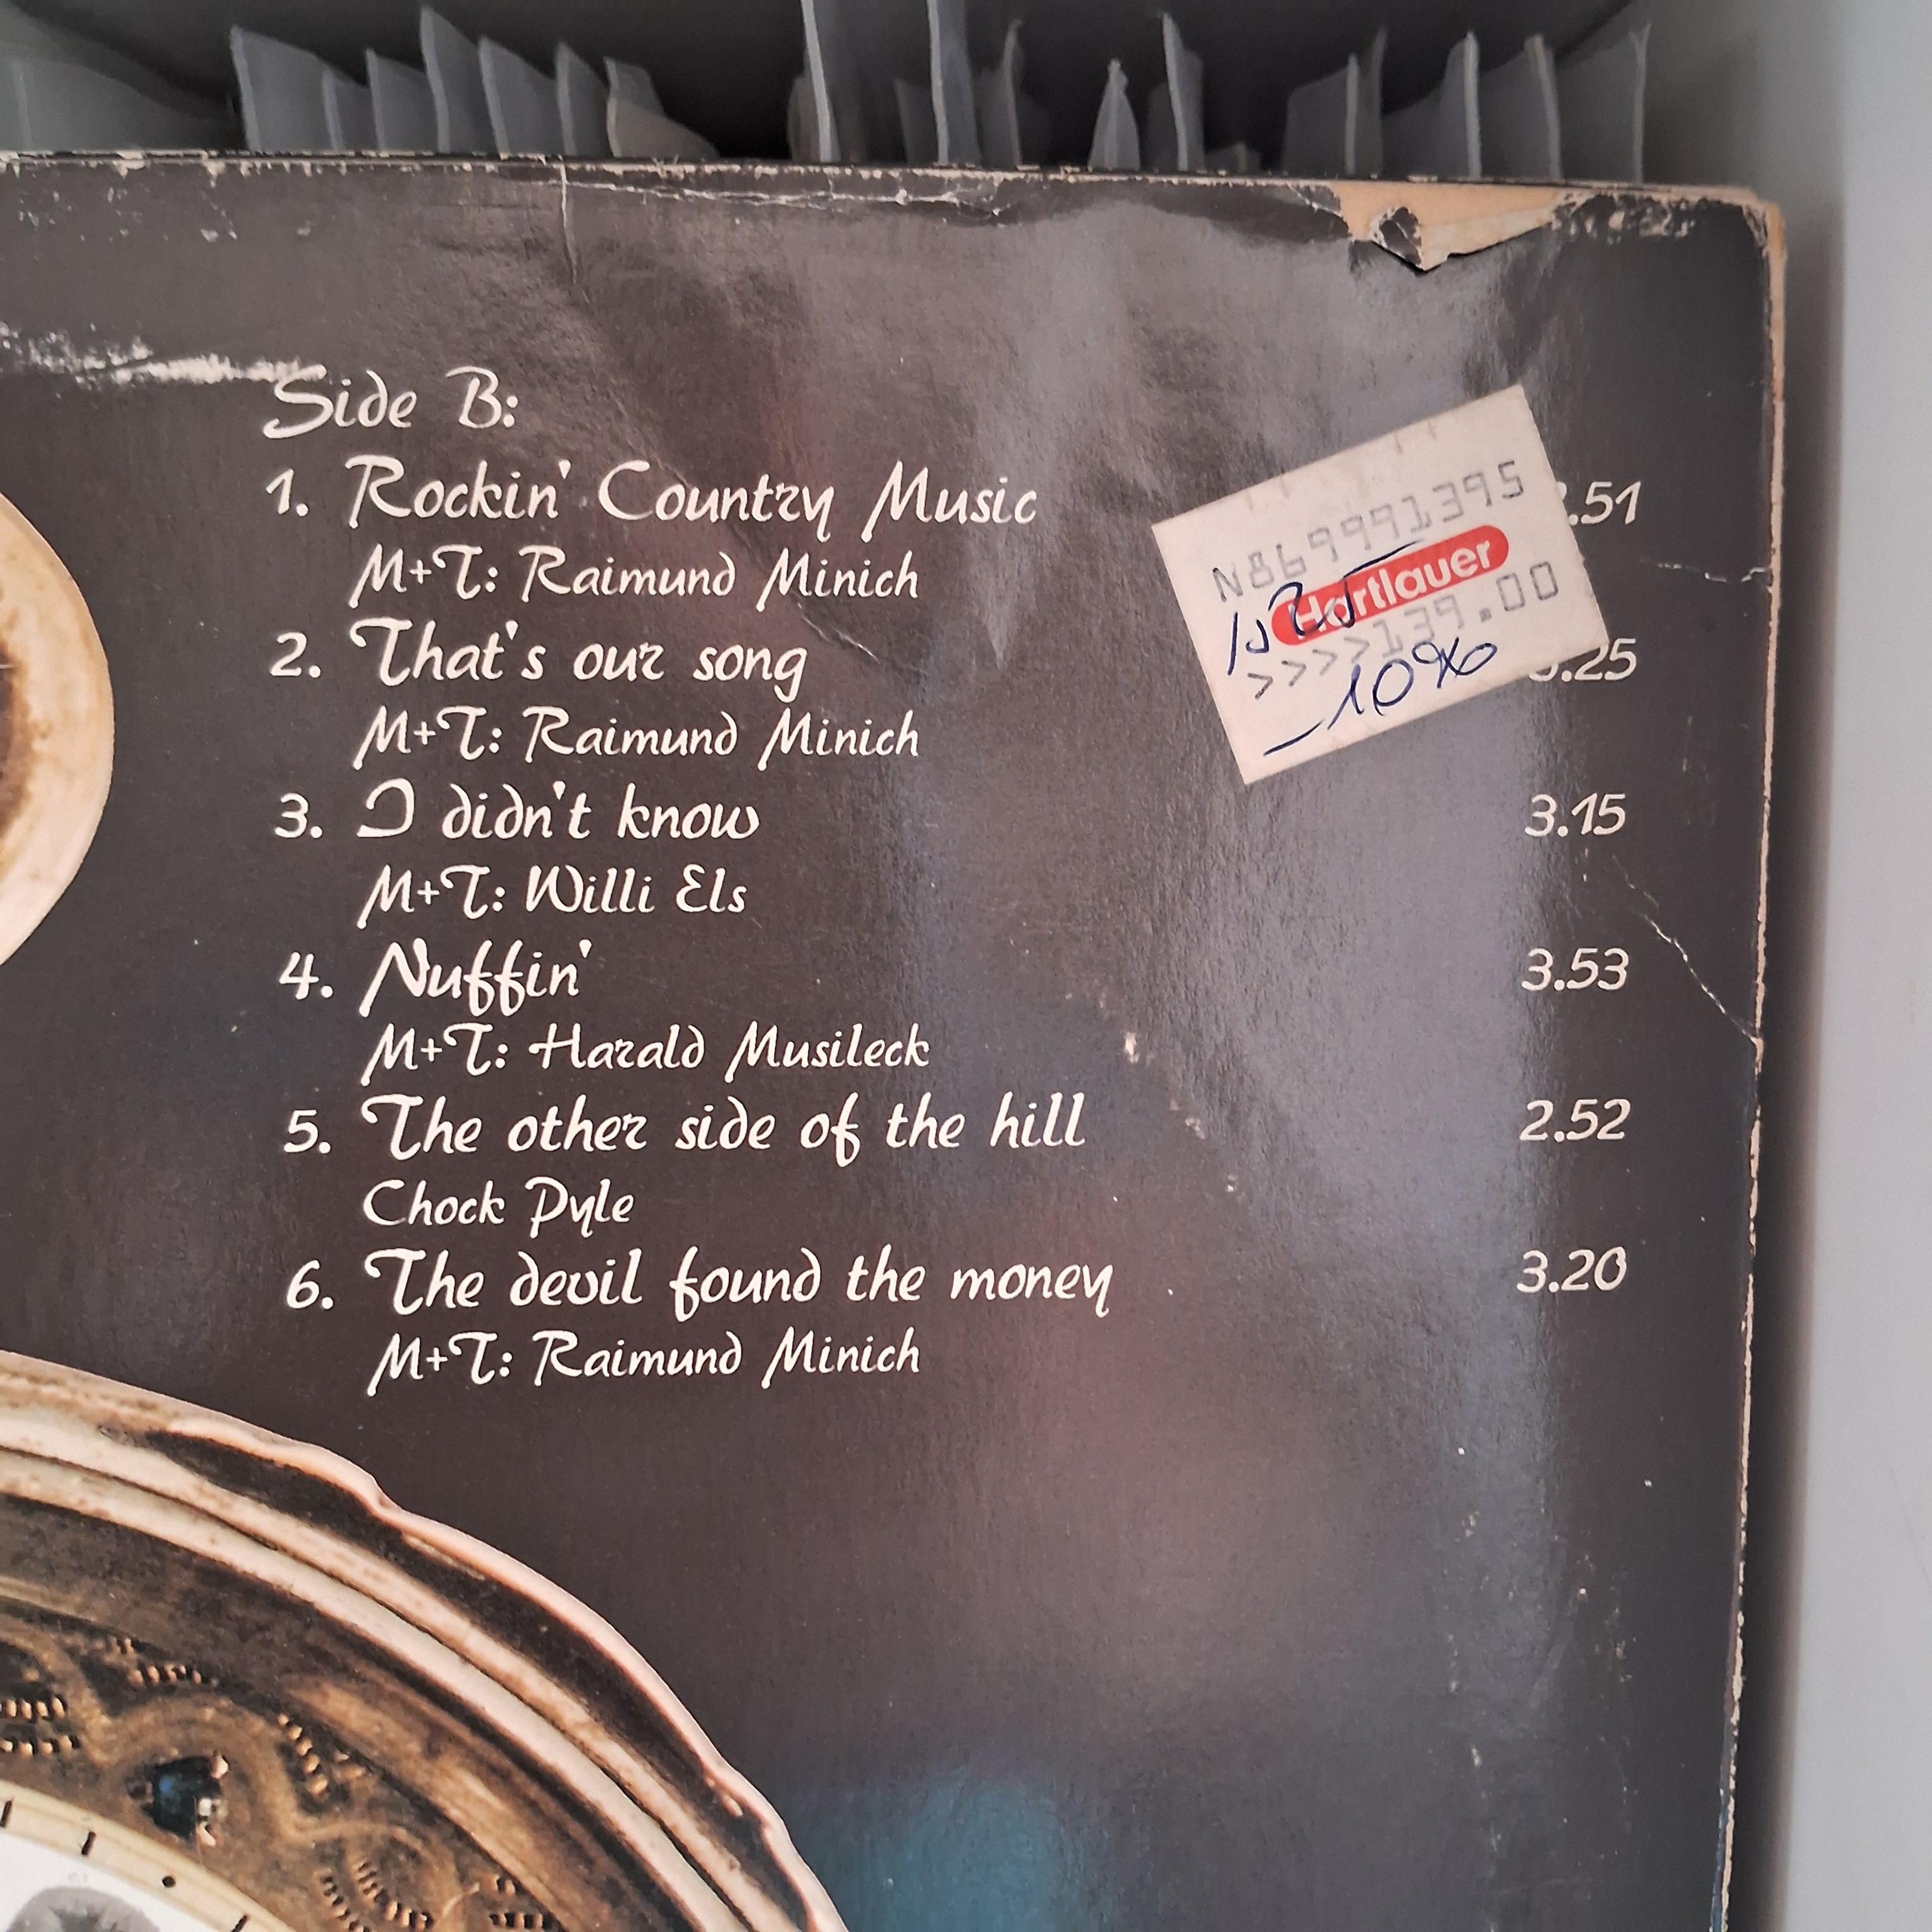 Side B:
1. Rockin' Country Music .51
M+T: Raimund Minich
2. That's our song .25
M+T: Raimund Minich
3. I didn't know 3.15
M+T: Willi Els
4. Nuffin' 3.53
M+T: Harald Musileck
5. The other side of the hill 2.52
Chock Pyle
6. The devil found the money 3.20
M+T: Raimund Minich
N869991395
Hartlauer
>>>>139.00
-10%